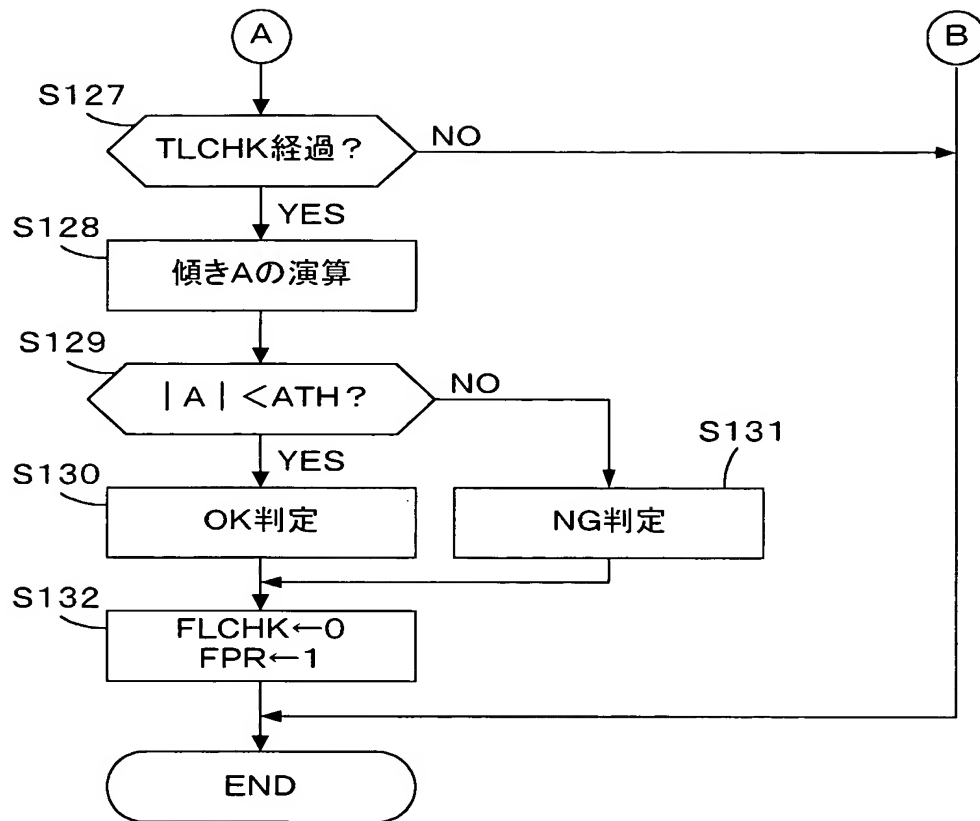 A
B
S127
TLCHK経過?
NO
YES
S128
傾きAの演算
S129
|A|<ATH?
NO
YES
S131
S130
OK判定
NG判定
S132
FLCHK←0
FPR←1
END